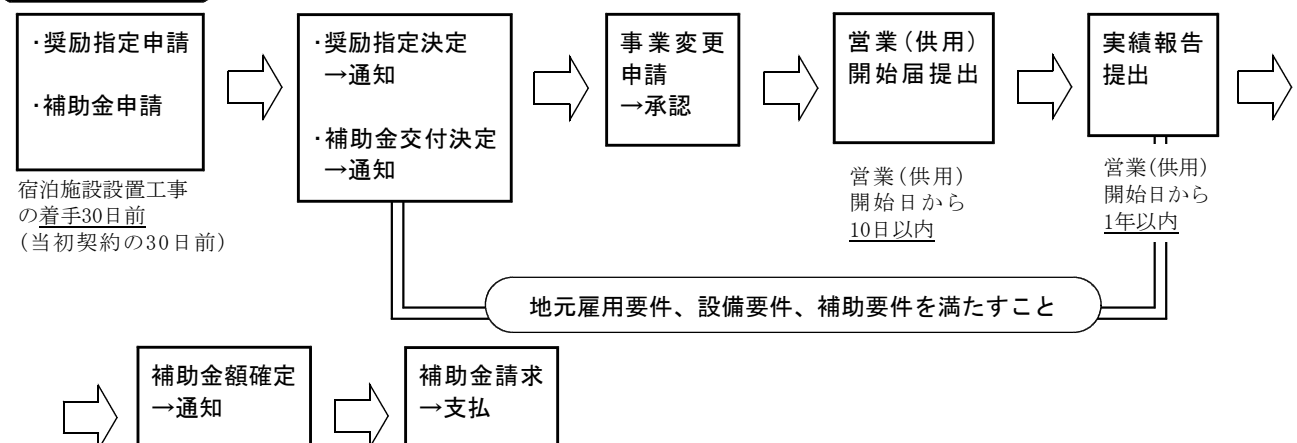 ・奨励指定申請
・補助金申請
宿泊施設設置工事
の着手30日前
(当初契約の30日前)
・奨励指定決定
→通知
・補助金交付決定
→通知
事業変更
申請
→承認
営業(供用)
開始届提出
営業(供用)
開始日から
10日以内
実績報告
提出
営業(供用)
開始日から
1年以内
地元雇用要件、設備要件、補助要件を満たすこと
補助金額確定
→通知
補助金請求
→支払